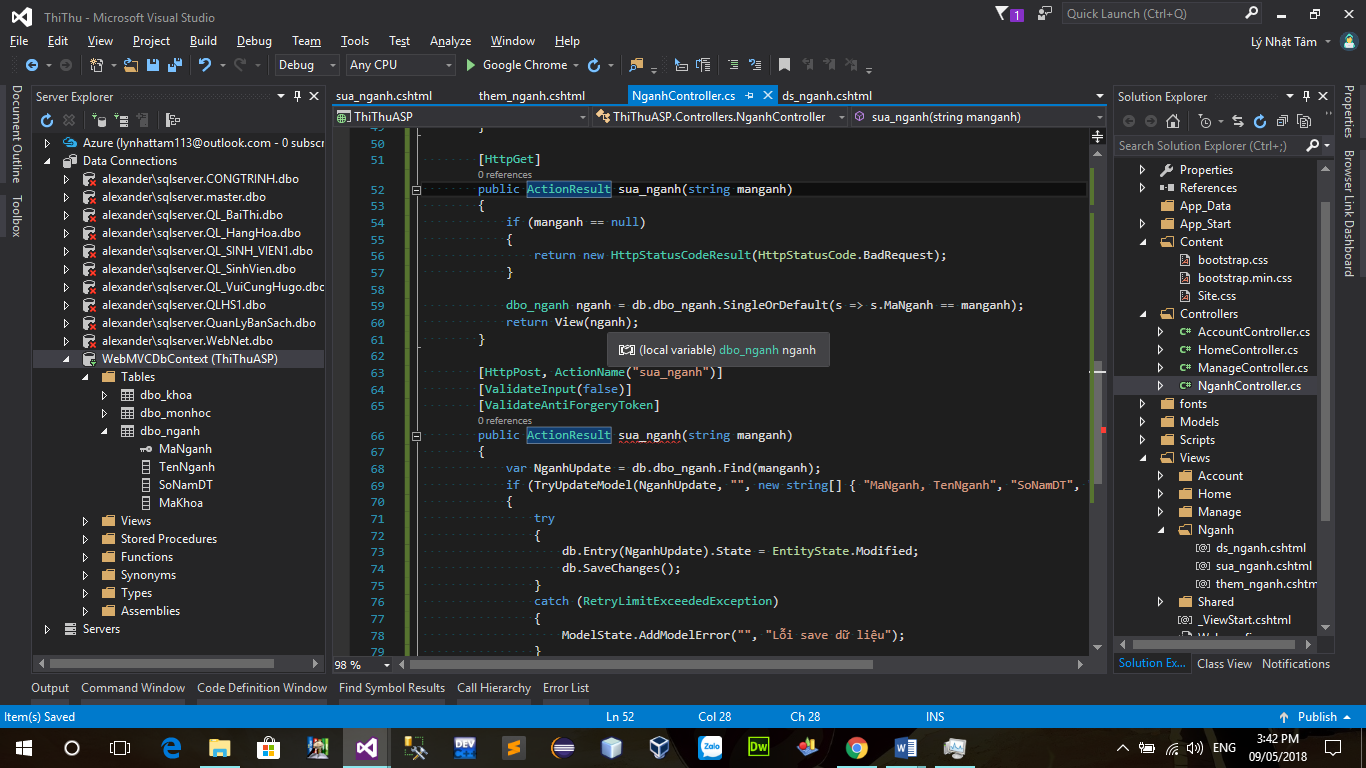 ThiThu - Microsoft Visual Studio
1
Quick Launch (Ctrl+Q)
File Edit View Project Build Debug Team Tools Test Analyze Window Help
Lý Nhật Tâm
Debug Any CPU Google Chrome
Document Outline
Toolbox
Server Explorer
Azure (lynhattam113@outlook.com - 0 subscr
Data Connections
alexander\sqlserver.CONGTRINH.dbo
alexander\sqlserver.master.dbo
alexander\sqlserver.QL_BaiThi.dbo
alexander\sqlserver.QL_HangHoa.dbo
alexander\sqlserver.QL_SINH_VIEN1.dbo
alexander\sqlserver.QL_SinhVien.dbo
alexander\sqlserver.QL_VuiCungHugo.dbo
alexander\sqlserver.QLHS1.dbo
alexander\sqlserver.QuanLyBanSach.dbo
alexander\sqlserver.WebNet.dbo
WebMVCDbContext (ThiThuASP)
Tables
dbo_khoa
dbo_monhoc
dbo_nganh
MaNganh
TenNganh
SoNamDT
MaKhoa
Views
Stored Procedures
Functions
Synonyms
Types
Assemblies
Servers
sua_nganh.cshtml them_nganh.cshtml NganhController.cs ds_nganh.cshtml
ThiThuASP ThiThuASP.Controllers.NganhController sua_nganh(string manganh)
49 }
50
51 [HttpGet]
0 references
52 public ActionResult sua_nganh(string manganh)
53 {
54 if (manganh == null)
55 {
56 return new HttpStatusCodeResult(HttpStatusCode.BadRequest);
57 }
58
59 dbo_nganh nganh = db.dbo_nganh.SingleOrDefault(s => s.MaNganh == manganh);
60 return View(nganh);
61 }
(local variable) dbo_nganh nganh
62
63 [HttpPost, ActionName("sua_nganh")]
64 [ValidateInput(false)]
65 [ValidateAntiForgeryToken]
0 references
66 public ActionResult sua_nganh(string manganh)
67 {
68 var NganhUpdate = db.dbo_nganh.Find(manganh);
69 if (TryUpdateModel(NganhUpdate, "", new string[] { "MaNganh, TenNganh", "SoNamDT",
70 {
71 try
72 {
73 db.Entry(NganhUpdate).State = EntityState.Modified;
74 db.SaveChanges();
75 }
76 catch (RetryLimitExceededException)
77 {
78 ModelState.AddModelError("", "Lỗi save dữ liệu");
79 }
98 %
Solution Explorer
Search Solution Explorer (Ctrl+;)
Properties
References
App_Data
App_Start
Content
bootstrap.css
bootstrap.min.css
Site.css
Controllers
AccountController.cs
HomeController.cs
ManageController.cs
NganhController.cs
fonts
Models
Scripts
Views
Account
Home
Manage
Nganh
ds_nganh.cshtml
sua_nganh.cshtml
them_nganh.cshtm
Shared
_ViewStart.cshtml
Solution Ex... Class View Notifications
Properties
Browser Link Dashboard
Output Command Window Code Definition Window Find Symbol Results Call Hierarchy Error List
Item(s) Saved Ln 52 Col 28 Ch 28 INS Publish
DEV
Zalo
Dw
ENG
3:42 PM
09/05/2018